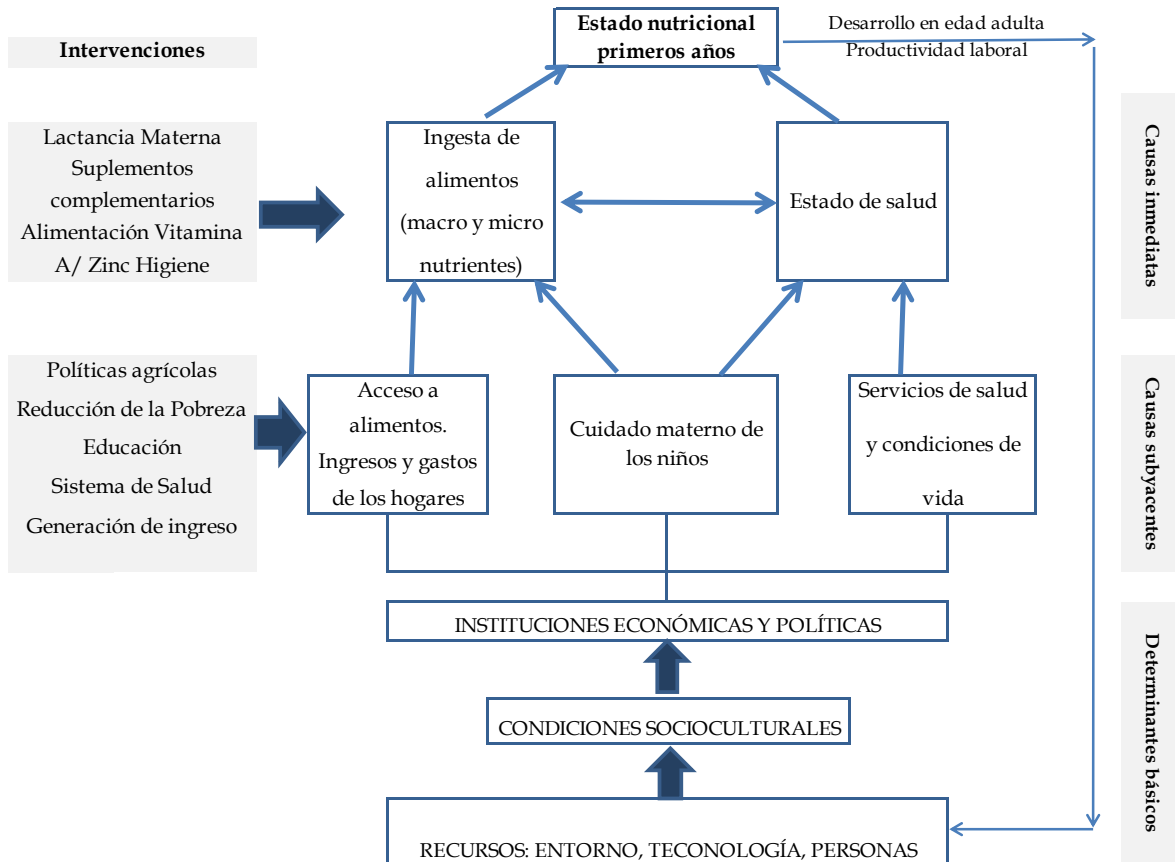 Intervenciones
Estado nutricional
primeros años
Desarrollo en edad adulta
Productividad laboral
Lactancia Materna
Suplementos
complementarios
Alimentación Vitamina
A/ Zinc Higiene
Ingesta de
alimentos
(macro y micro
nutrientes)
Estado de salud
Causas inmediatas
Políticas agrícolas
Reducción de la Pobreza
Educación
Sistema de Salud
Generación de ingreso
Acceso a
alimentos.
Ingresos y gastos
de los hogares
Cuidado materno de
los niños
Servicios de salud
y condiciones de
vida
Causas subyacentes
INSTITUCIONES ECONÓMICAS Y POLÍTICAS
CONDICIONES SOCIOCULTURALES
RECURSOS: ENTORNO, TECONOLOGÍA, PERSONAS
Determinantes básicos